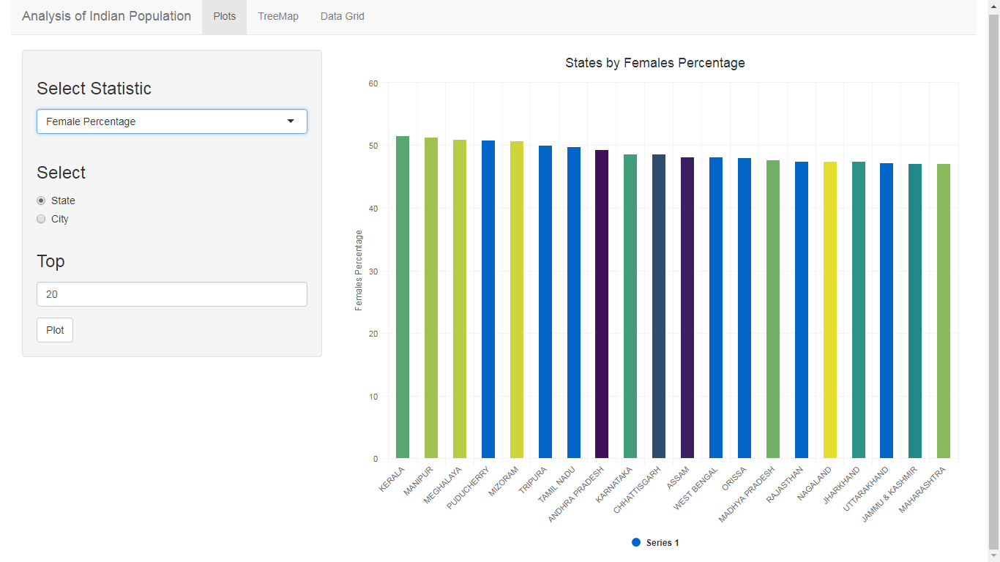 Analysis of Indian Population Plots TreeMap Data Grid
Select Statistic
Female Percentage
Select
State
City
Top
20
Plot
States by Females Percentage
Females Percentage
60
50
40
30
20
10
0
KERALA
MANIPUR
MEGHALAYA
PUDUCHERRY
MIZORAM
TRIPURA
TAMIL NADU
ANDHRA PRADESH
KARNATAKA
CHHATTISGARH
ASSAM
WEST BENGAL
ORISSA
MADHYA PRADESH
RAJASTHAN
NAGALAND
JHARKHAND
UTTARAKHAND
JAMMU & KASHMIR
MAHARASHTRA
Series 1